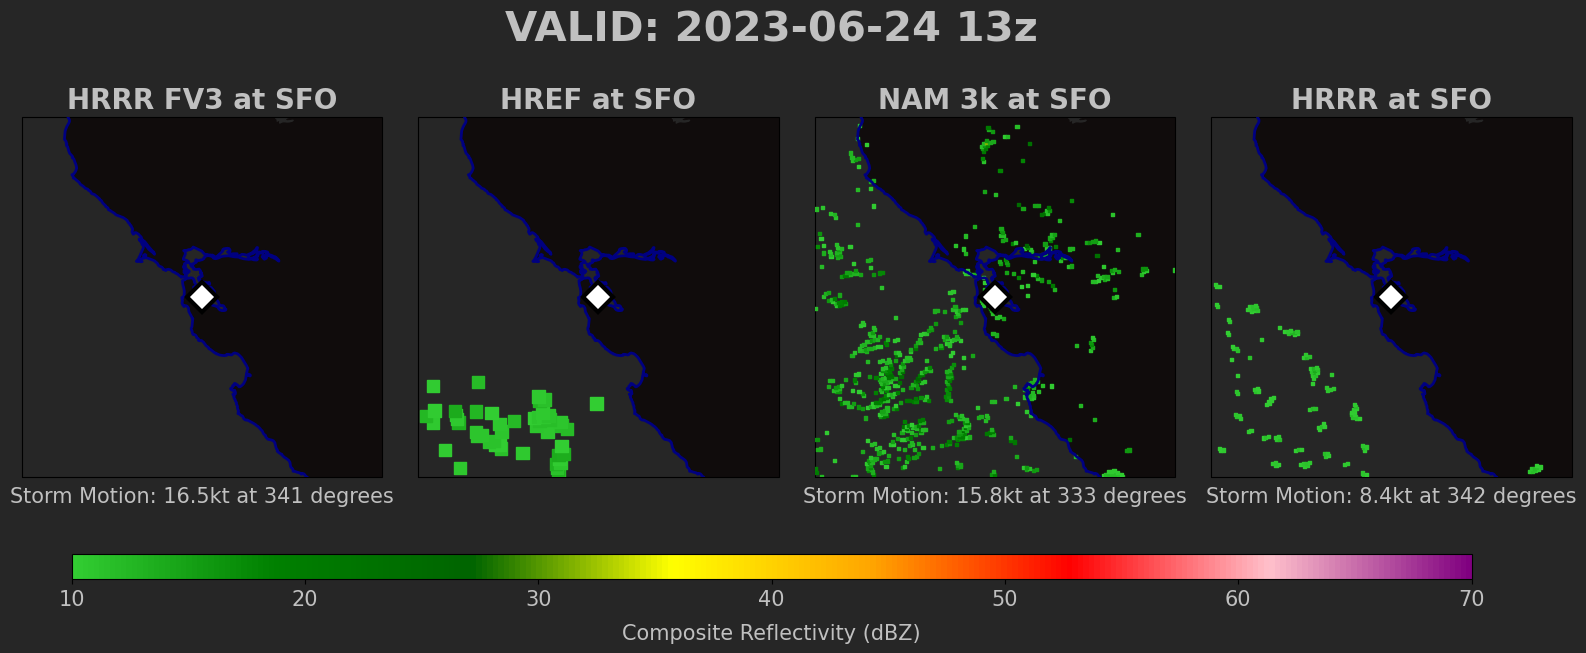 VALID: 2023-06-24 13z
HRRR FV3 at SFO
HREF at SFO
NAM 3k at SFO
HRRR at SFO
Storm Motion: 16.5kt at 341 degrees
Storm Motion: 15.8kt at 333 degrees
Storm Motion: 8.4kt at 342 degrees
10 20 30 40 50 60 70
Composite Reflectivity (dBZ)